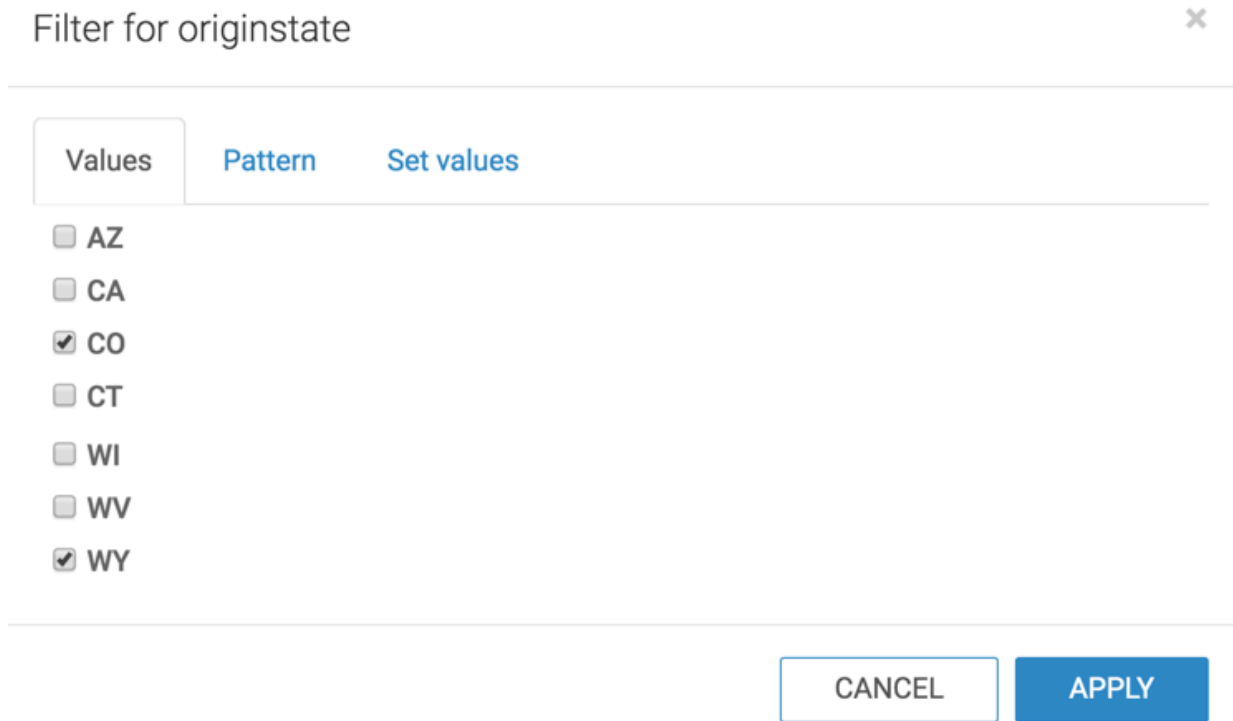 Filter for originstate
Values Pattern Set values
AZ
CA
CO
CT
WI
WV
WY
CANCEL APPLY